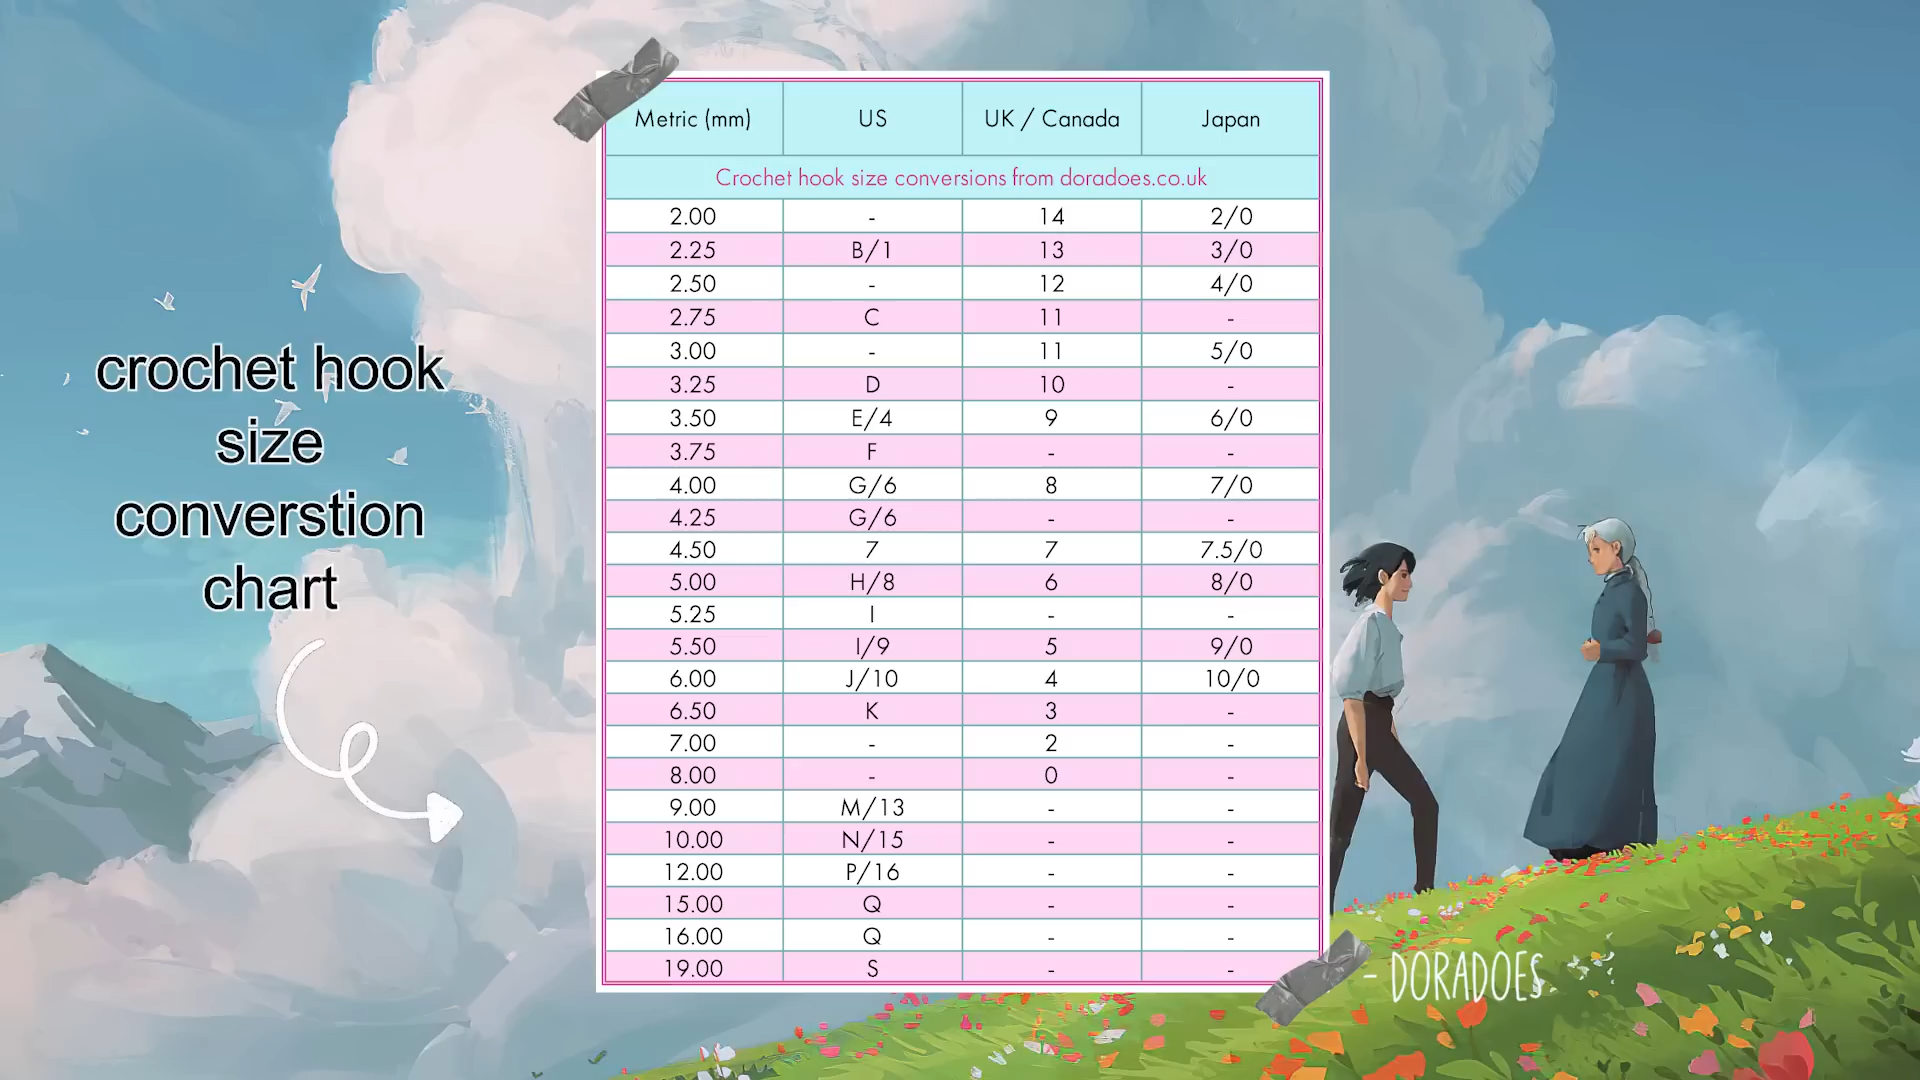 crochet hook
size
converstion
chart
Metric (mm) US UK / Canada Japan
Crochet hook size conversions from doradoes.co.uk
2.00 - 14 2/0
2.25 B/1 13 3/0
2.50 - 12 4/0
2.75 C 11 -
3.00 - 11 5/0
3.25 D 10 -
3.50 E/4 9 6/0
3.75 F - -
4.00 G/6 8 7/0
4.25 G/6 - -
4.50 7 7 7.5/0
5.00 H/8 6 8/0
5.25 I - -
5.50 I/9 5 9/0
6.00 J/10 4 10/0
6.50 K 3 -
7.00 - 2 -
8.00 - 0 -
9.00 M/13 - -
10.00 N/15 - -
12.00 P/16 - -
15.00 Q - -
16.00 Q - -
19.00 S - -
- DORADOES